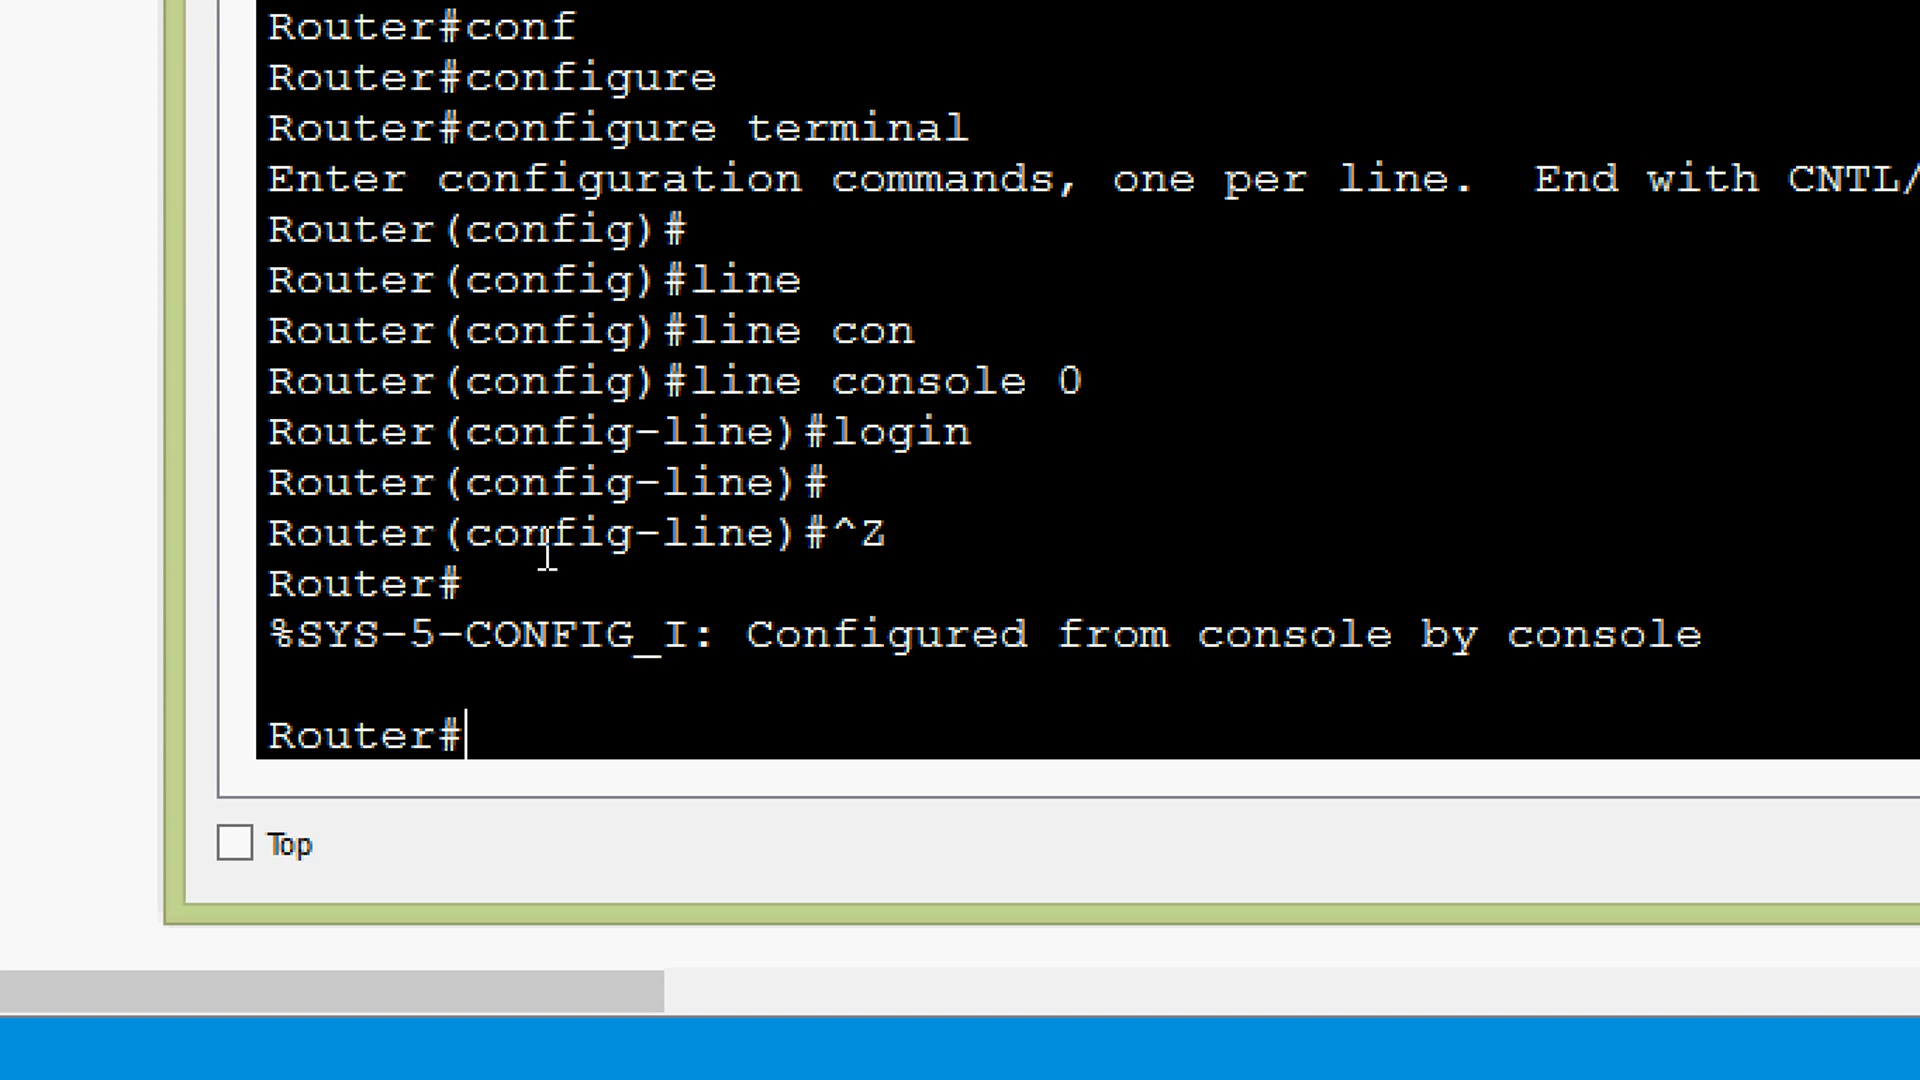 Router#conf
Router#configure
Router#configure terminal
Enter configuration commands, one per line.  End with CNTL/
Router(config)#
Router(config)#line
Router(config)#line con
Router(config)#line console 0
Router(config-line)#login
Router(config-line)#
Router(config-line)#^Z
Router#
%SYS-5-CONFIG_I: Configured from console by console
Router#
Top